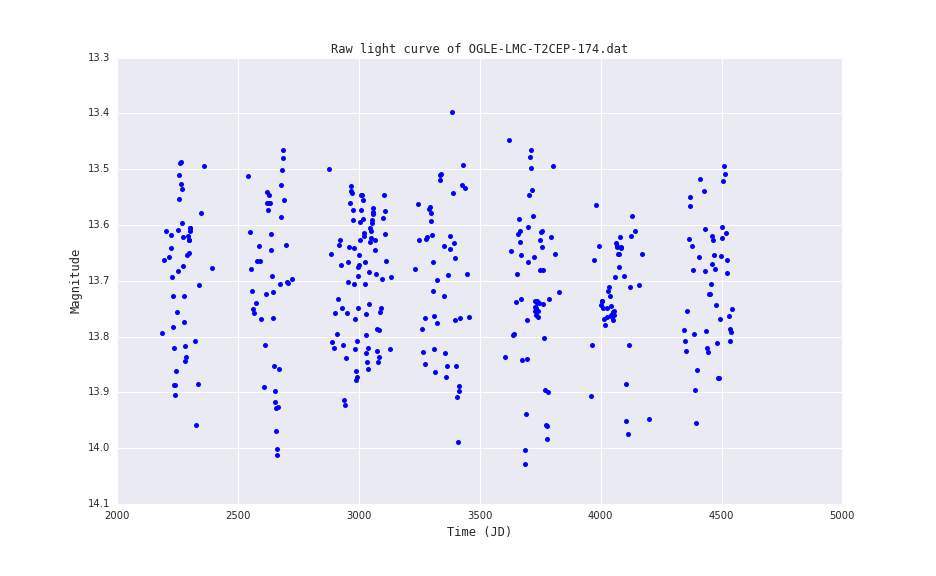 Raw light curve of OGLE-LMC-T2CEP-174.dat
13.3
13.4
13.5
13.6
13.7
13.8
13.9
14.0
14.1
Magnitude
2000 2500 3000 3500 4000 4500 5000
Time (JD)